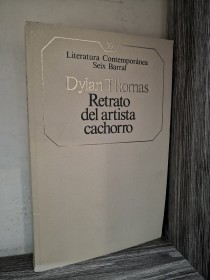 Literatura Contemporánea
Seix Barral
Dylan Thomas
Retrato
del artista
cachorro